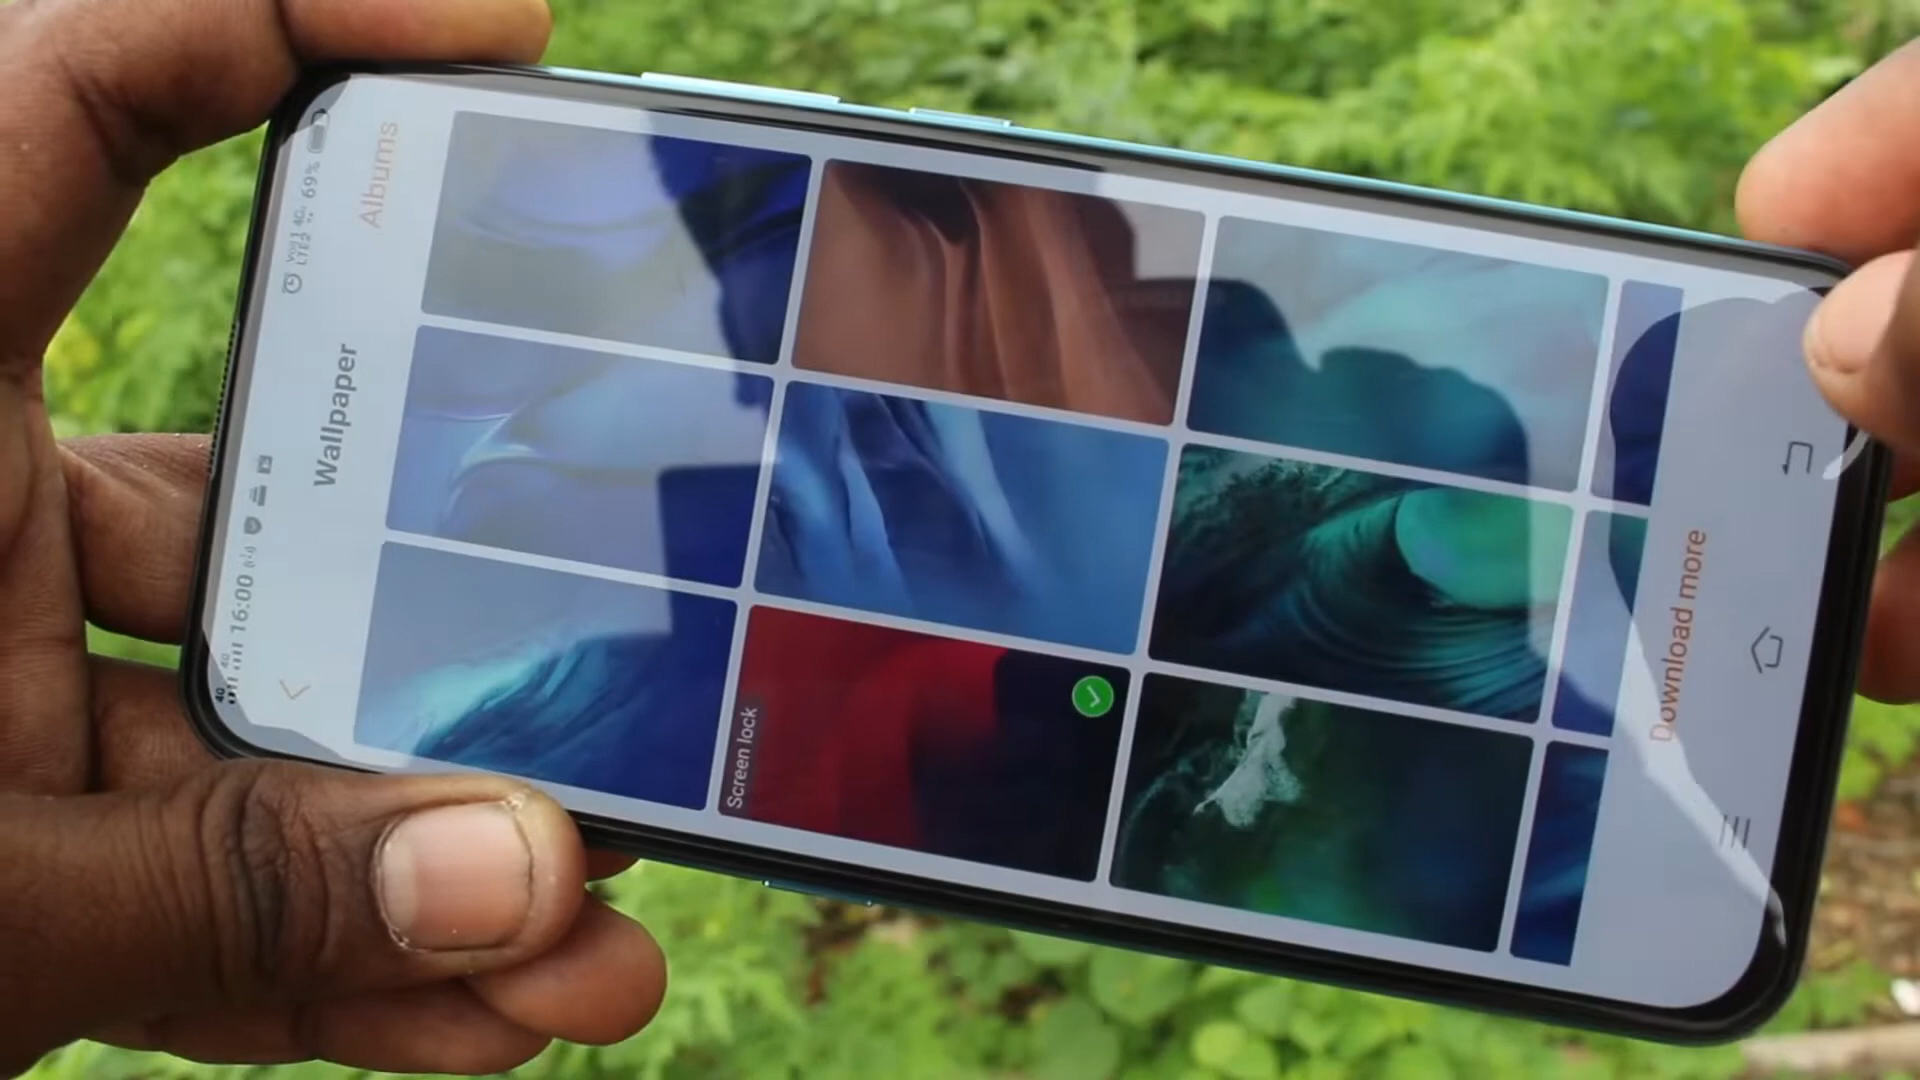 16:00
69%
Wallpaper
Albums
Screen lock
Download more